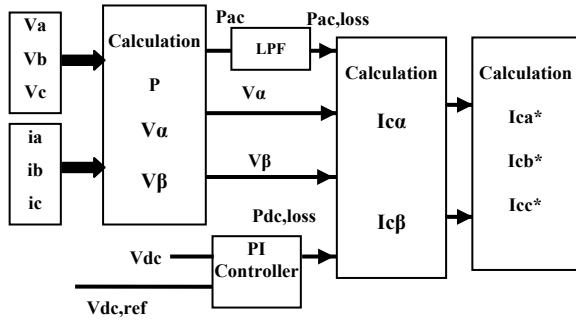 Va
Vb
Vc
ia
ib
ic
Calculation
P
Vα
Vβ
Pac
LPF
Pac,loss
Vα
Vβ
Pdc,loss
Vdc
Vdc,ref
PI
Controller
Calculation
Icα
Icβ
Calculation
Ica*
Icb*
Icc*